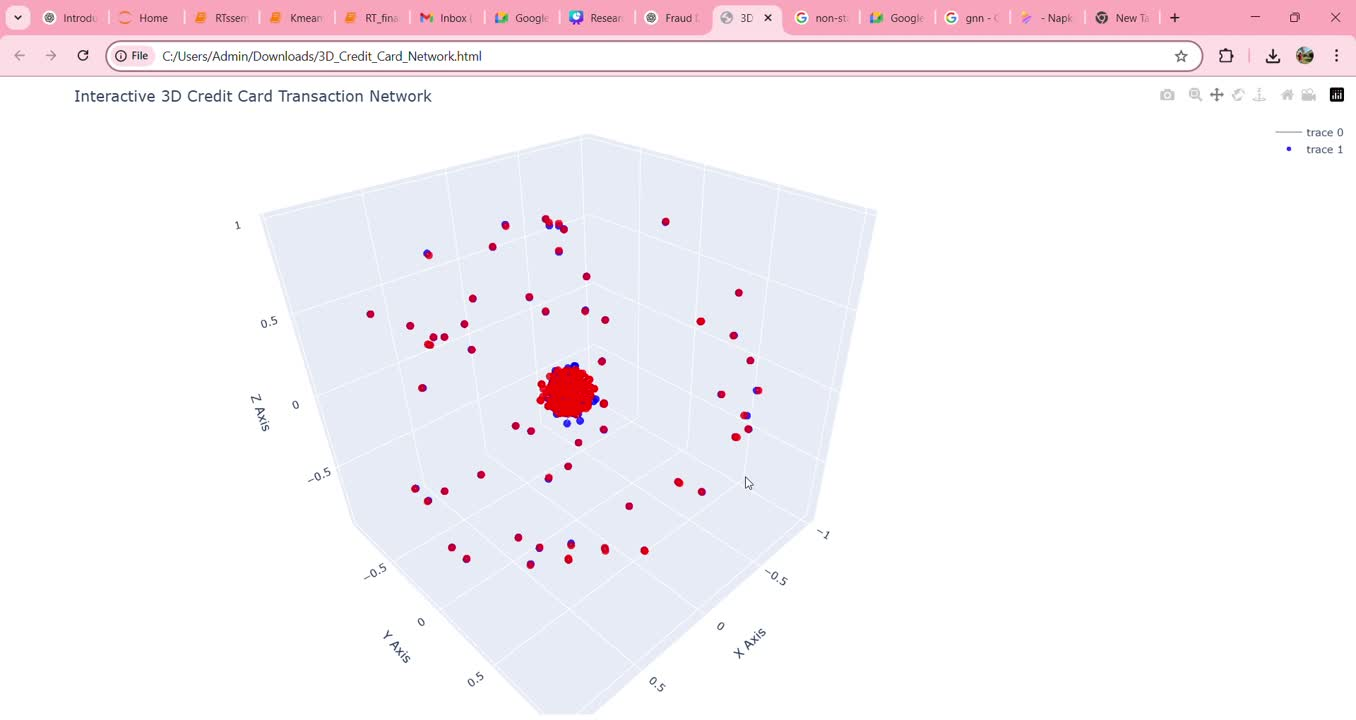 Introdu
Home
RTssem
Kmean
RT_fina
Inbox (
Google
Resear
Fraud D
3D
non-st
Google
gnn - G
- Napk
New Ta
File
C:/Users/Admin/Downloads/3D_Credit_Card_Network.html
Interactive 3D Credit Card Transaction Network
trace 0
trace 1
1
0.5
0
−0.5
Z Axis
−0.5
0
0.5
Y Axis
−1
−0.5
0
0.5
X Axis